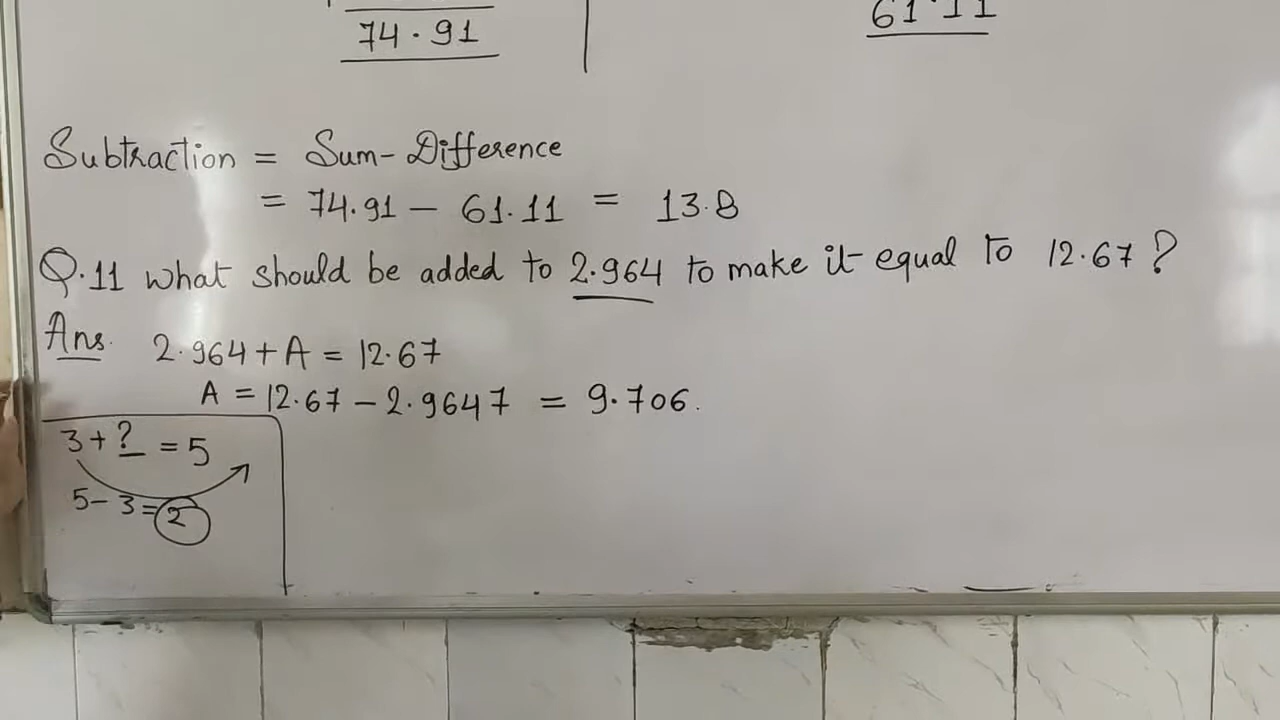 74.91
61.11
Subtraction = Sum-Difference
= 74.91 - 61.11 = 13.8
Q.11 what should be added to 2.964 to make it equal to 12.67?
Ans. 2.964 + A = 12.67
A = 12.67 - 2.9647 = 9.706.
3 + ? = 5
5 - 3 = 2